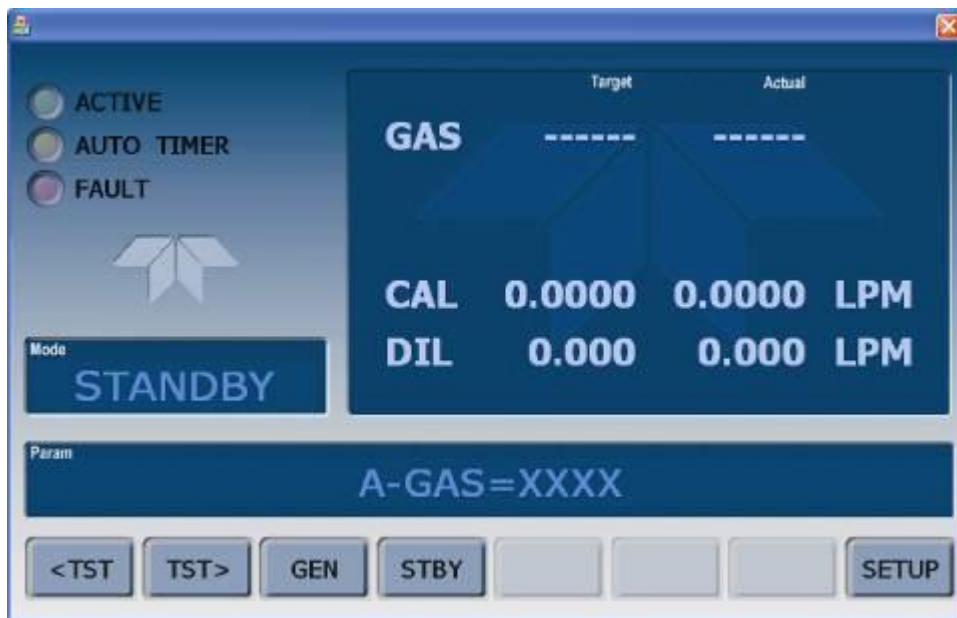 ACTIVE
AUTO TIMER
FAULT
Target Actual
GAS ------ ------
CAL 0.0000 0.0000 LPM
DIL 0.000 0.000 LPM
Mode
STANDBY
Param
A-GAS=XXXX
<TST TST> GEN STBY SETUP